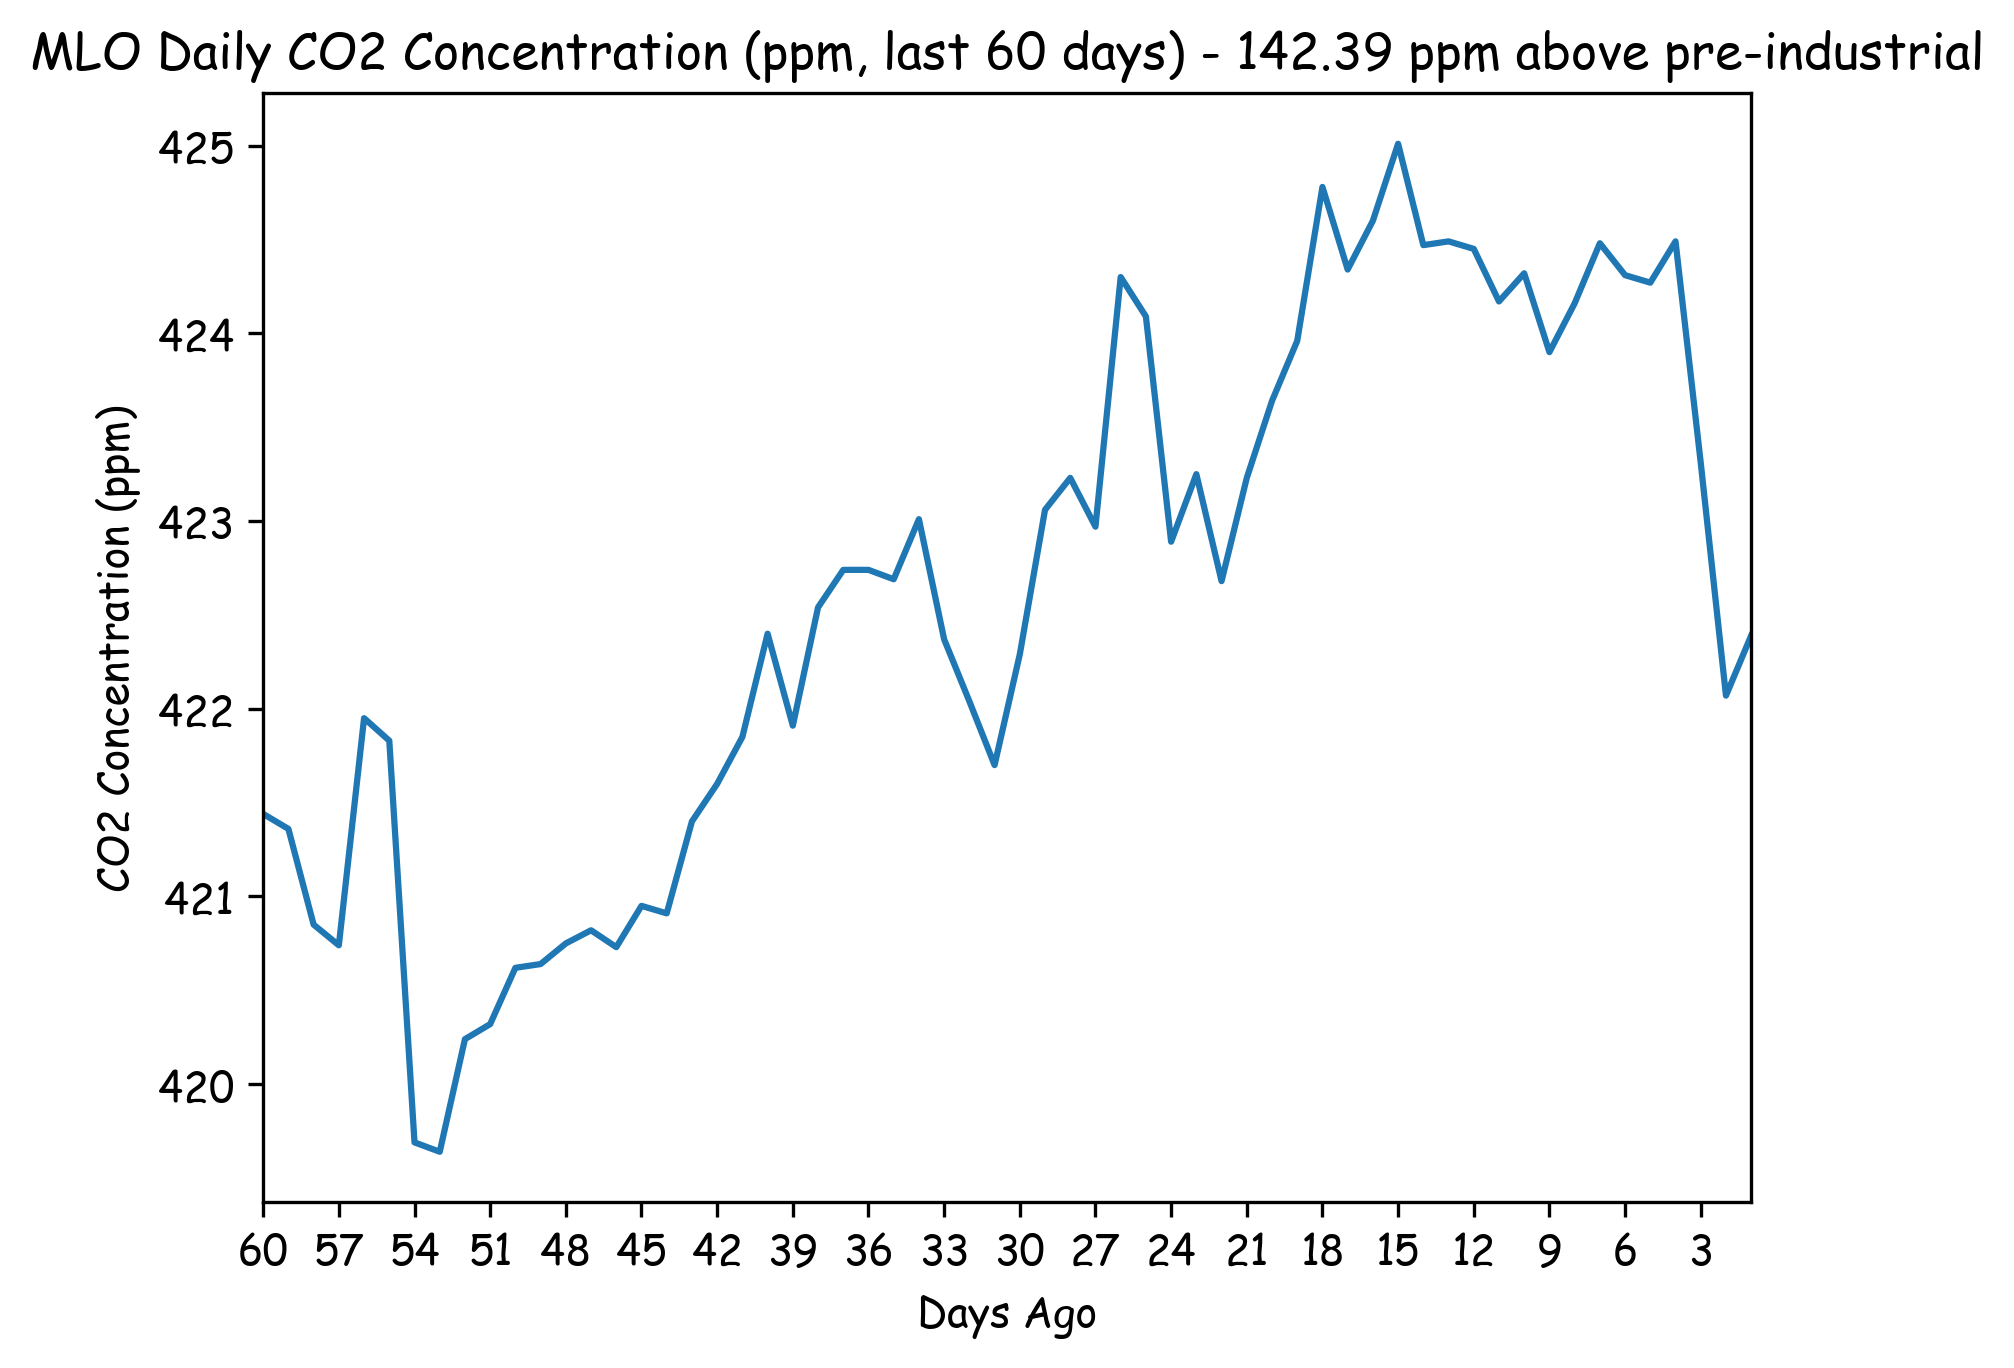 MLO Daily CO2 Concentration (ppm, last 60 days) - 142.39 ppm above pre-industrial
425
424
423
422
421
420
CO2 Concentration (ppm)
60 57 54 51 48 45 42 39 36 33 30 27 24 21 18 15 12 9 6 3
Days Ago